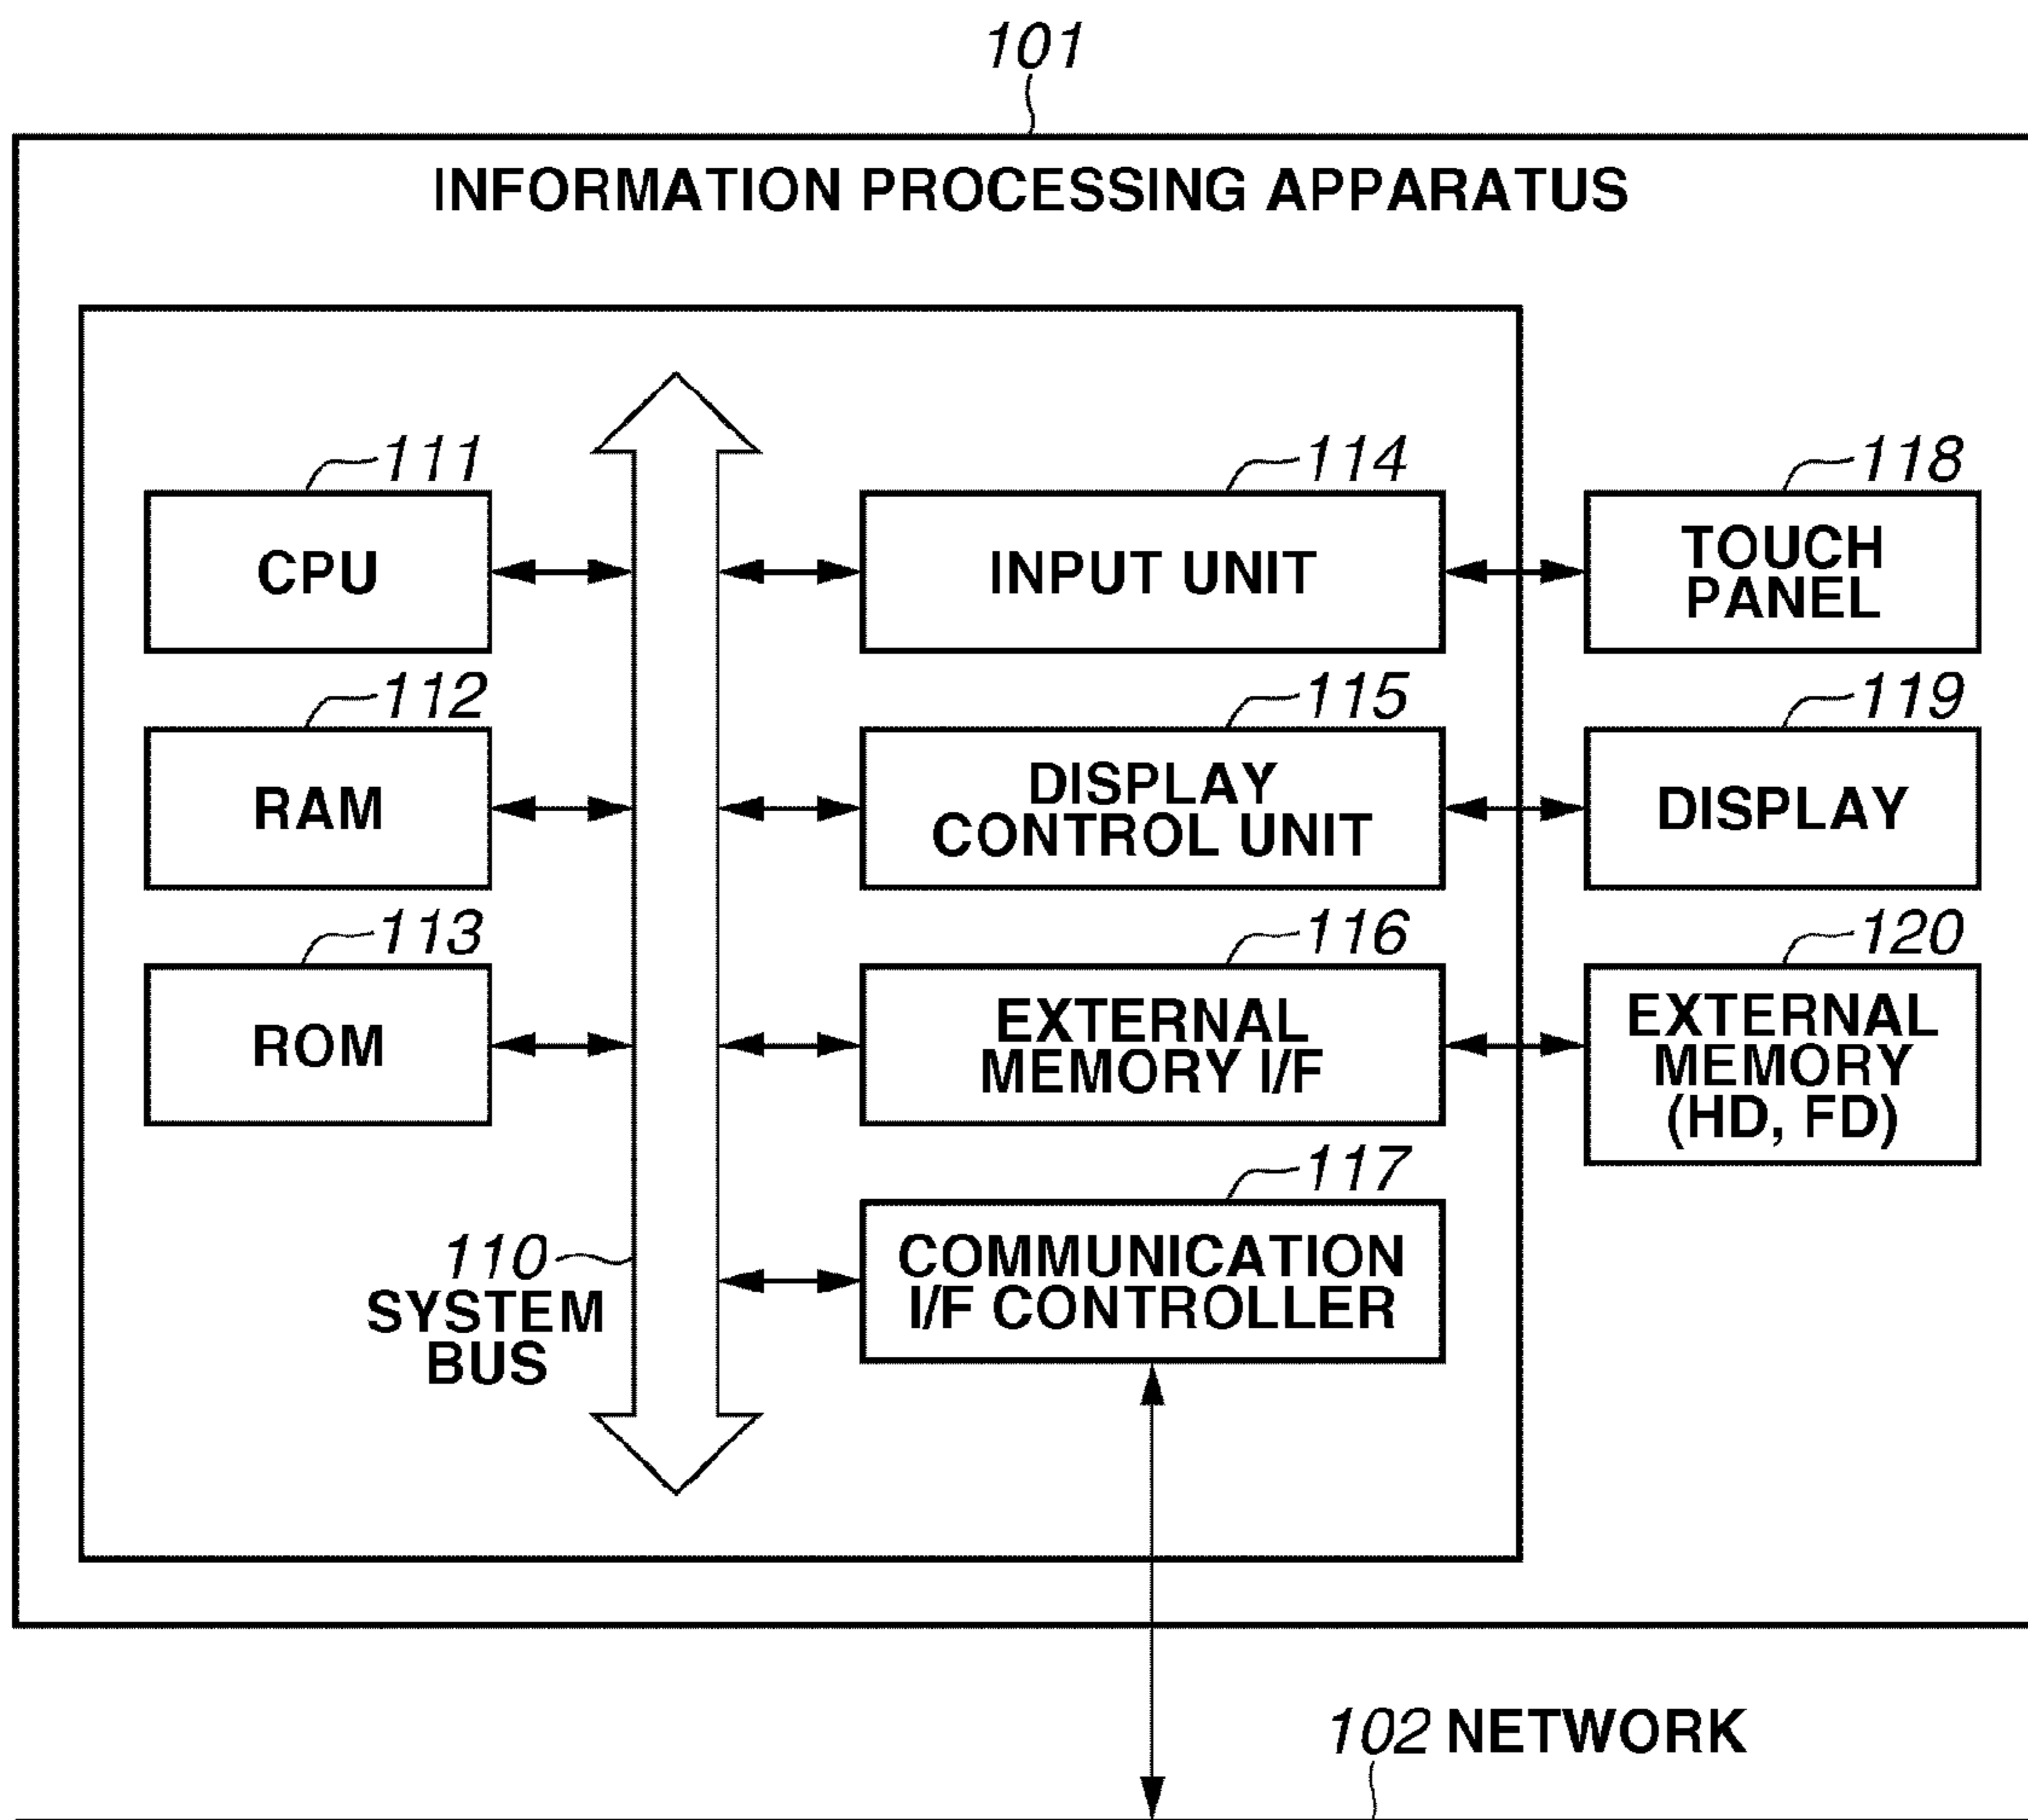 101
INFORMATION PROCESSING APPARATUS
111
CPU
114
INPUT UNIT
118
TOUCH
PANEL
112
RAM
115
DISPLAY
CONTROL UNIT
119
DISPLAY
113
ROM
116
EXTERNAL
MEMORY I/F
120
EXTERNAL
MEMORY
(HD, FD)
110
SYSTEM
BUS
117
COMMUNICATION
I/F CONTROLLER
102 NETWORK